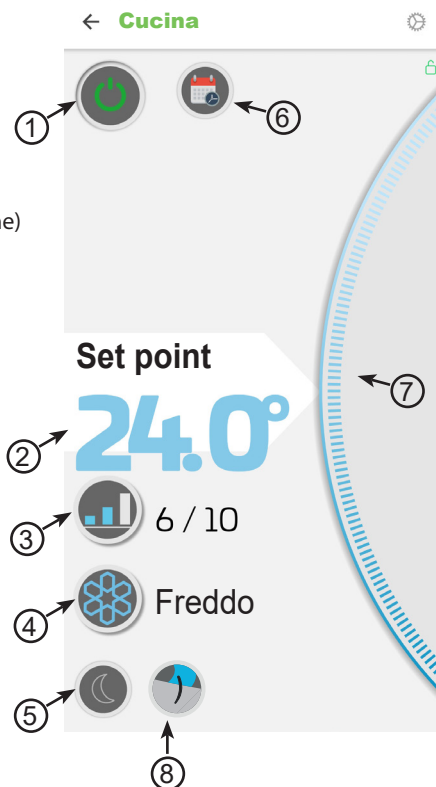 Cucina
①
⑥
e)
Set point
24.0°
②
⑦
6 / 10
③
Freddo
④
⑤
⑧